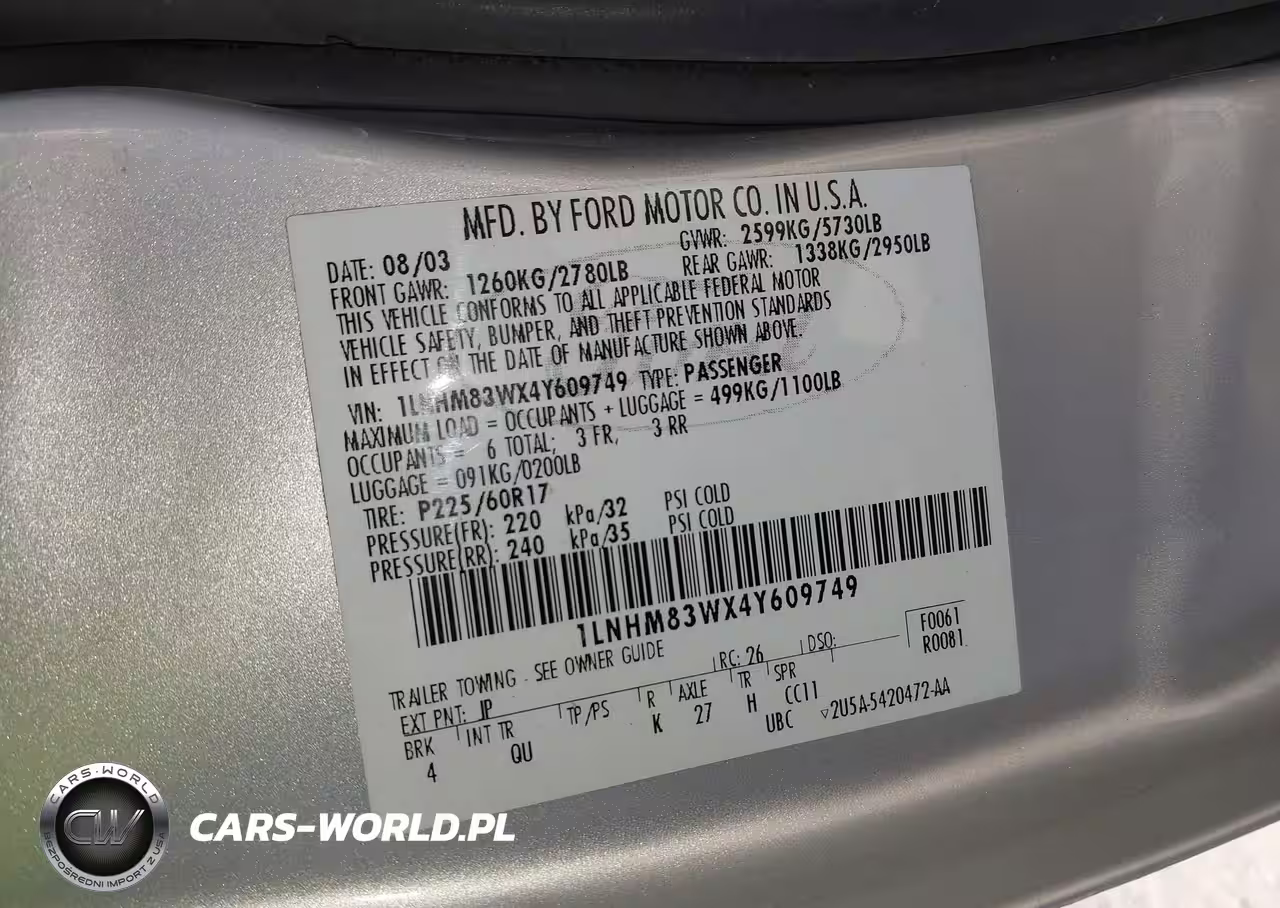 MFD. BY FORD MOTOR CO. IN U.S.A.
DATE: 08/03 GVWR: 2599KG/5730LB
FRONT GAWR: 1260KG/2780LB REAR GAWR: 1338KG/2950LB
THIS VEHICLE CONFORMS TO ALL APPLICABLE FEDERAL MOTOR
VEHICLE SAFETY, BUMPER, AND THEFT PREVENTION STANDARDS
IN EFFECT ON THE DATE OF MANUFACTURE SHOWN ABOVE.
VIN: 1LNHM83WX4Y609749 TYPE: PASSENGER
MAXIMUM LOAD = OCCUPANTS + LUGGAGE = 499KG/1100LB
OCCUPANTS = 6 TOTAL; 3 FR, 3 RR
LUGGAGE = 091KG/0200LB
TIRE: P225/60R17
PRESSURE(FR): 220 kPa/32 PSI COLD
PRESSURE(RR): 240 kPa/35 PSI COLD
1LNHM83WX4Y609749
TRAILER TOWING - SEE OWNER GUIDE
F0061
EXT PNT: JP RC: 26 DSO: R0081
BRK INT TR TP/PS R AXLE TR SPR
4 QU K 27 H CC11
UBC ▽2U5A-5420472-AA
CARS-WORLD
CW
BEZPOŚREDNI IMPORT Z USA
CARS-WORLD.PL